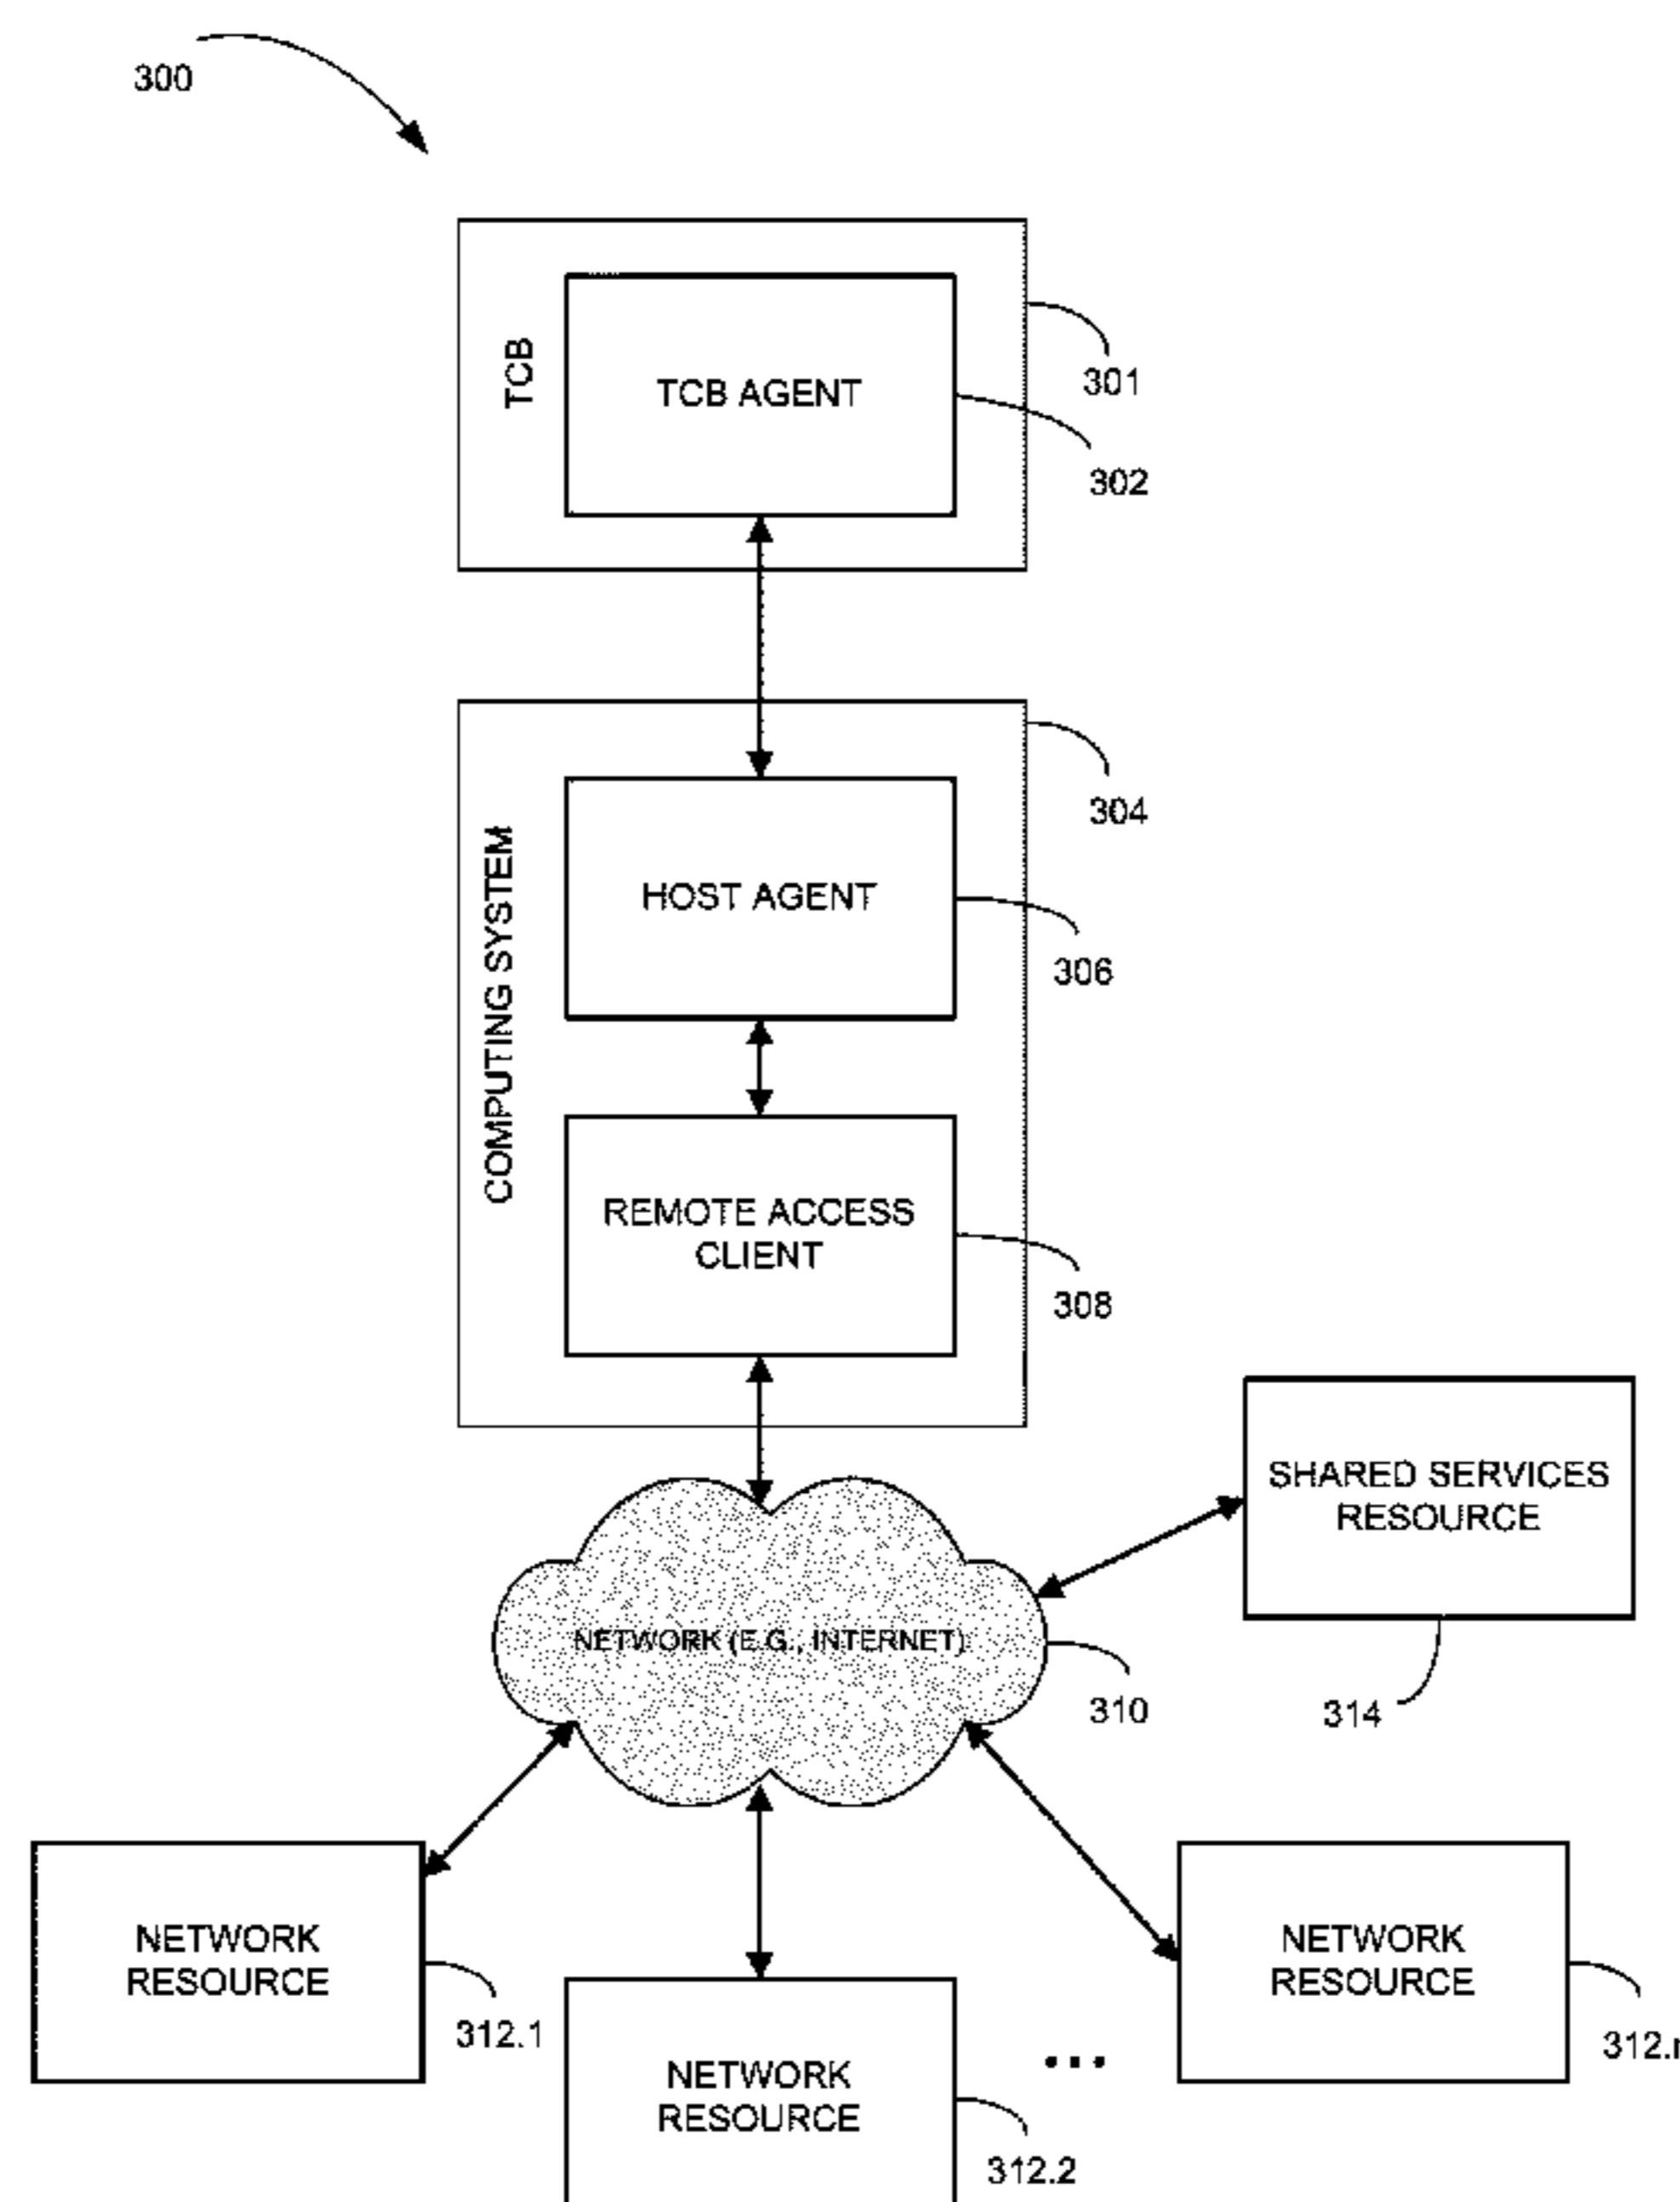 300
TCB
TCB AGENT
301
302
COMPUTING SYSTEM
304
HOST AGENT
306
REMOTE ACCESS
CLIENT
308
SHARED SERVICES
RESOURCE
314
NETWORK (E.G., INTERNET)
310
NETWORK
RESOURCE
312.1
NETWORK
RESOURCE
312.2
...
NETWORK
RESOURCE